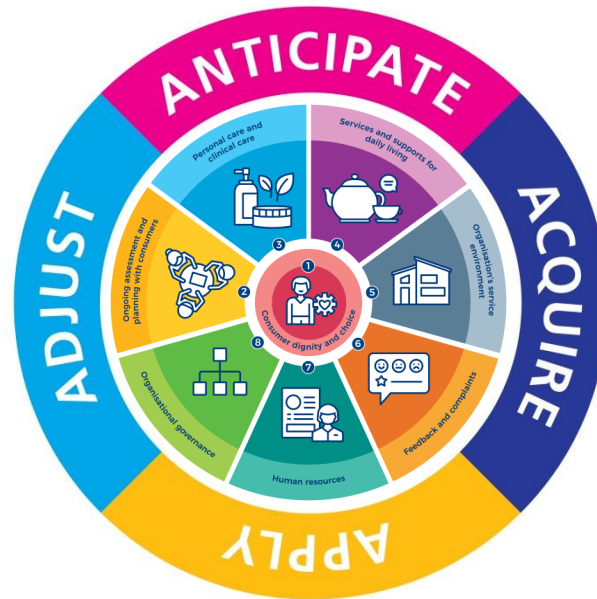 ANTICIPATE
ACQUIRE
APPLY
ADJUST
1
Consumer dignity and choice
2
Ongoing assessment and
planning with consumers
3
Personal care and
clinical care
4
Services and supports for
daily living
5
Organisation's service
environment
6
Feedback and complaints
7
Human resources
8
Organisational governance